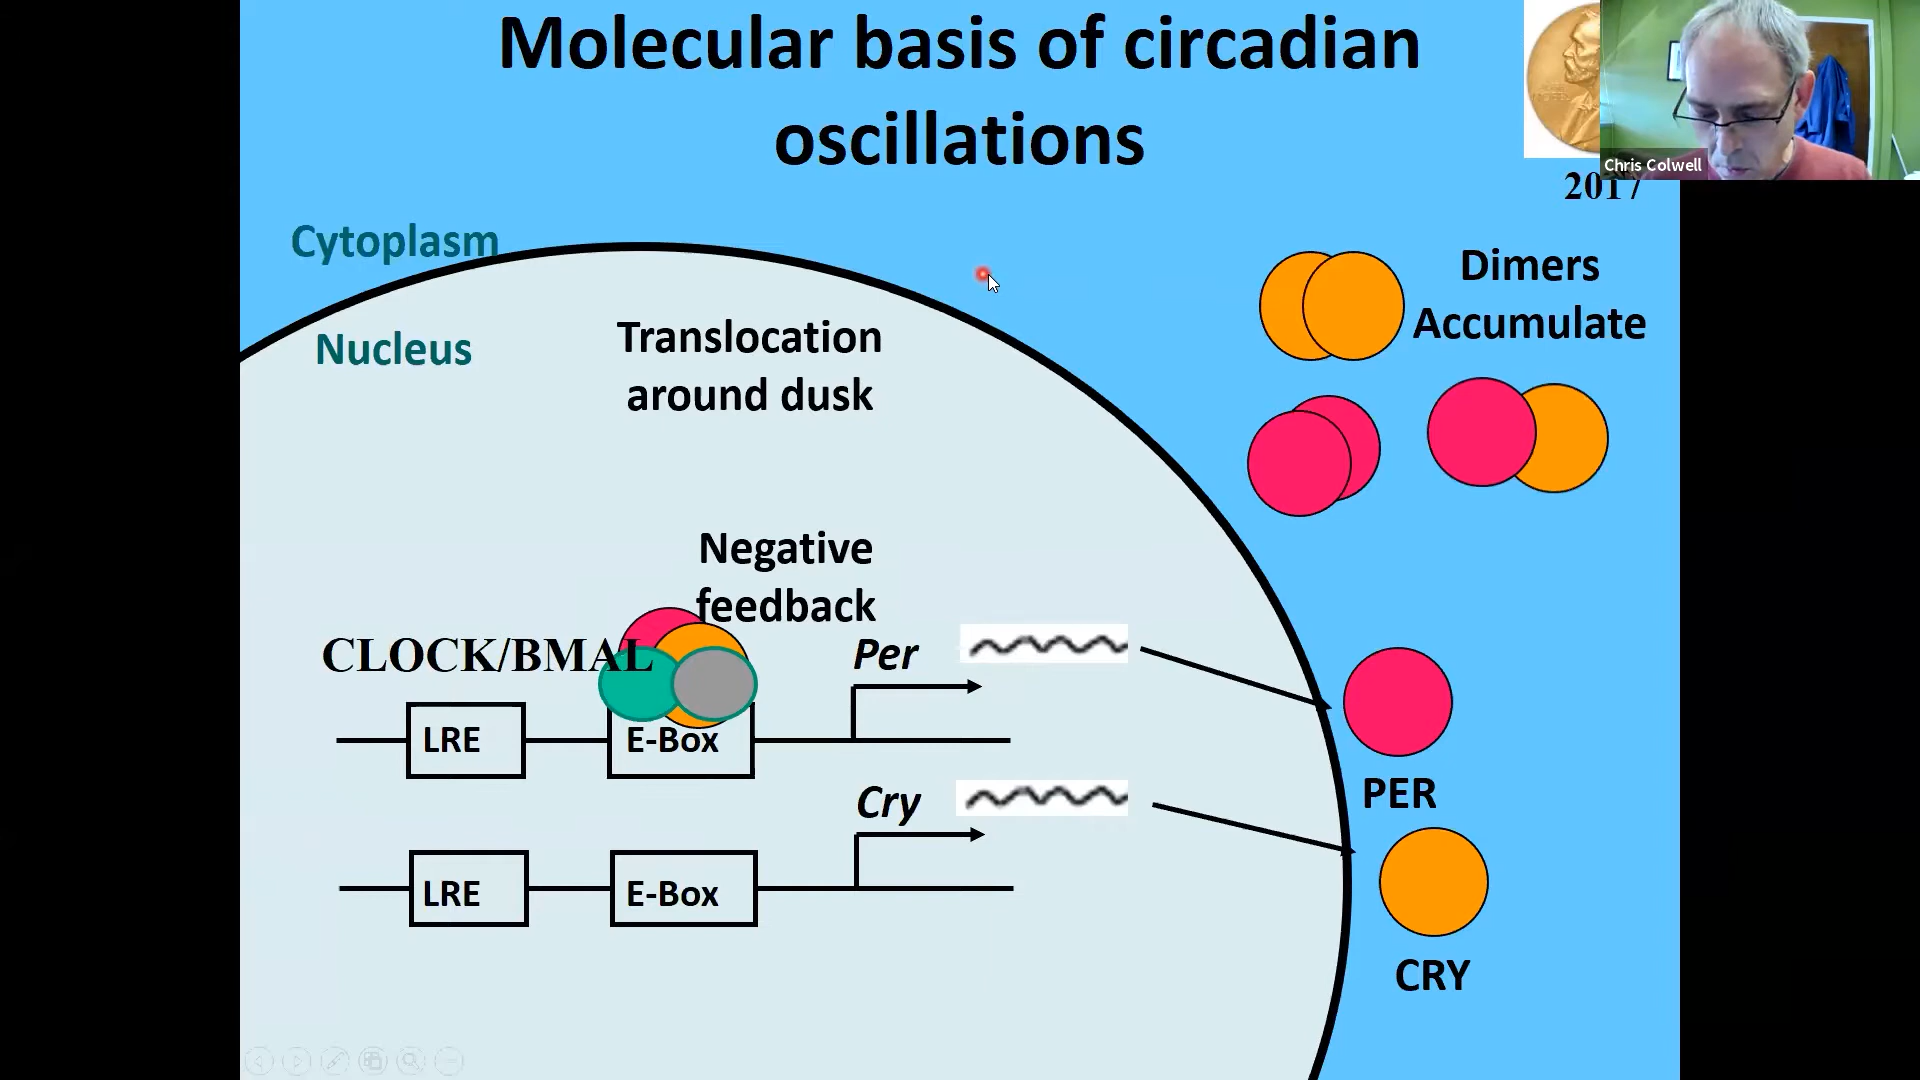 Molecular basis of circadian
oscillations
Chris Colwell
2017
Cytoplasm
Nucleus
Translocation
around dusk
Dimers
Accumulate
Negative
feedback
CLOCK/BMAL
Per
LRE
E-Box
PER
Cry
LRE
E-Box
CRY